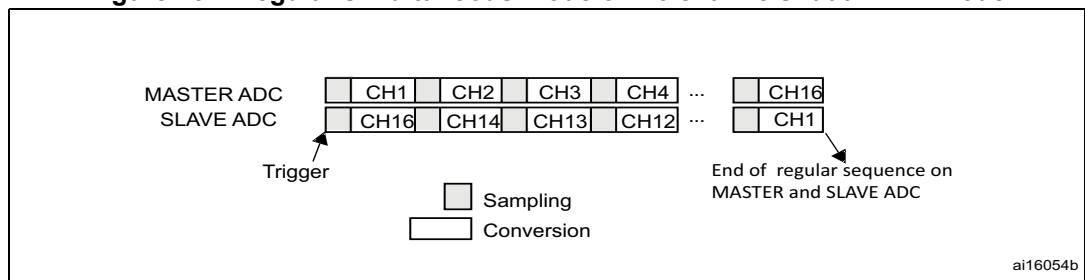 MASTER ADC CH1 CH2 CH3 CH4 ... CH16
SLAVE ADC CH16 CH14 CH13 CH12 ... CH1
Trigger
End of regular sequence on
MASTER and SLAVE ADC
Sampling
Conversion
ai16054b